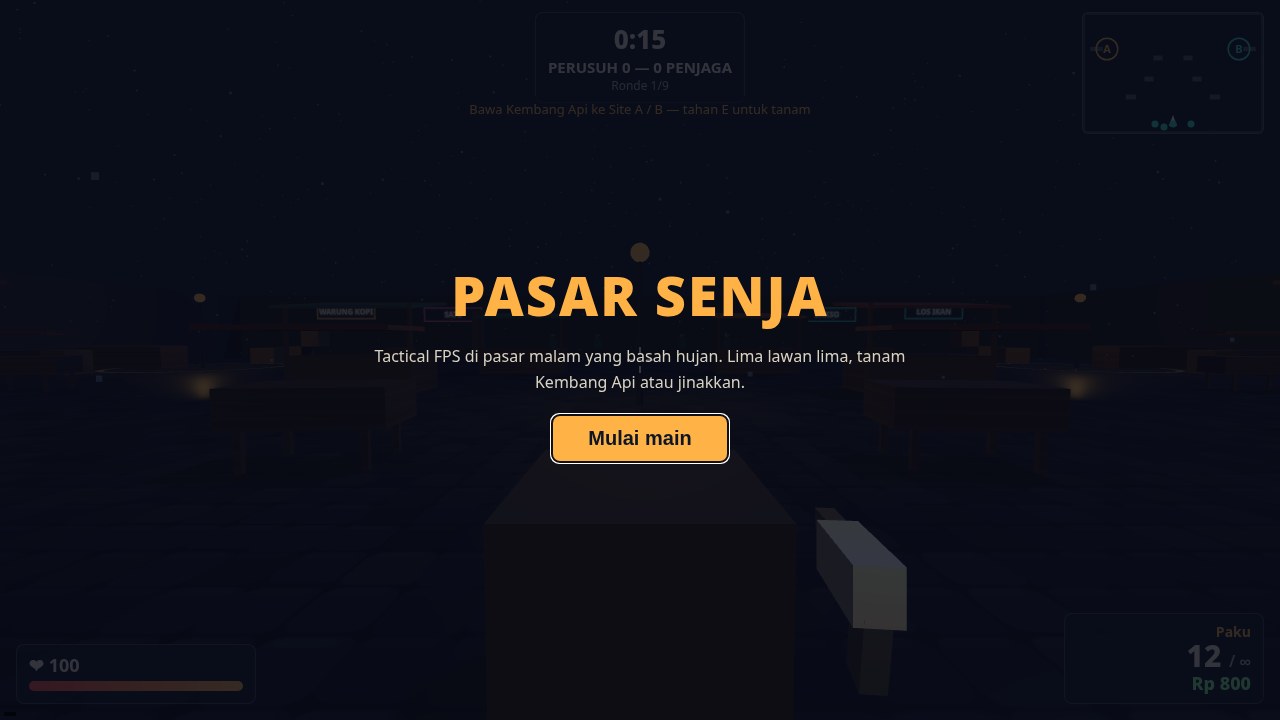 0:15
PERUSUH 0 — 0 PENJAGA
Ronde 1/9
Bawa Kembang Api ke Site A / B — tahan E untuk tanam
A
B
WARUNG KOPI
LOS IKAN
PASAR SENJA
Tactical FPS di pasar malam yang basah hujan. Lima lawan lima, tanam
Kembang Api atau jinakkan.
Mulai main
❤ 100
Paku
12 / ∞
Rp 800